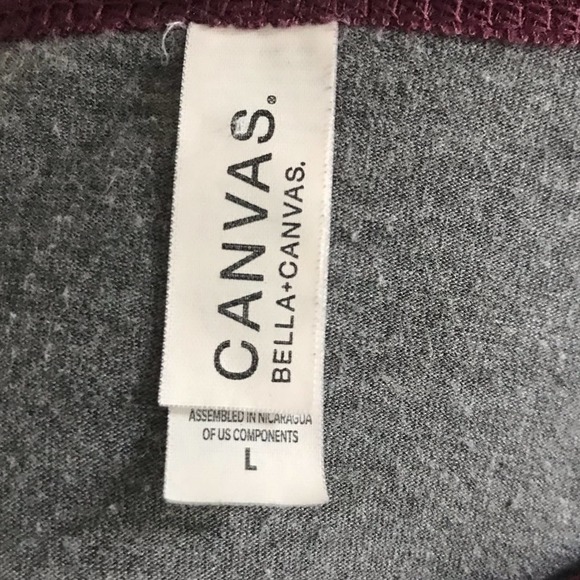 CANVAS.®
BELLA+CANVAS.
ASSEMBLED IN NICARAGUA
OF US COMPONENTS
L